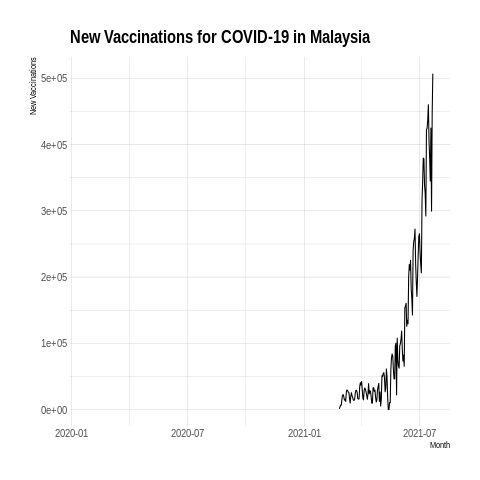 New Vaccinations for COVID-19 in Malaysia
New Vaccinations
5e+05
4e+05
3e+05
2e+05
1e+05
0e+00
2020-01 2020-07 2021-01 2021-07
Month